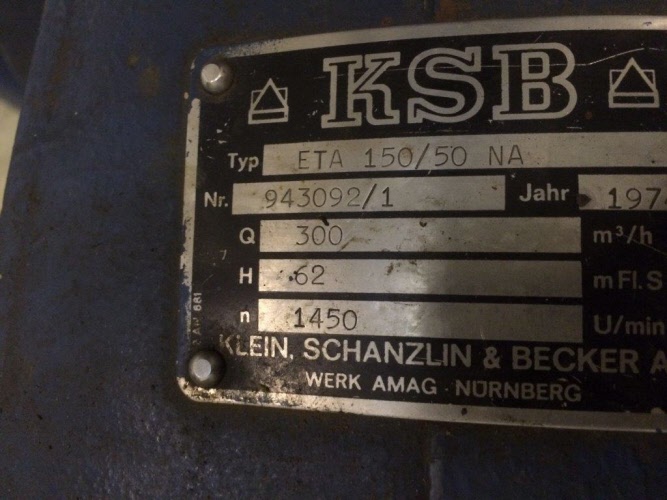 KSB
Typ ETA 150/50 NA
Nr. 943092/1 Jahr 197
Q 300 m³/h
H 62 m Fl.S
n 1450 U/min
KLEIN, SCHANZLIN & BECKER A
WERK AMAG · NÜRNBERG